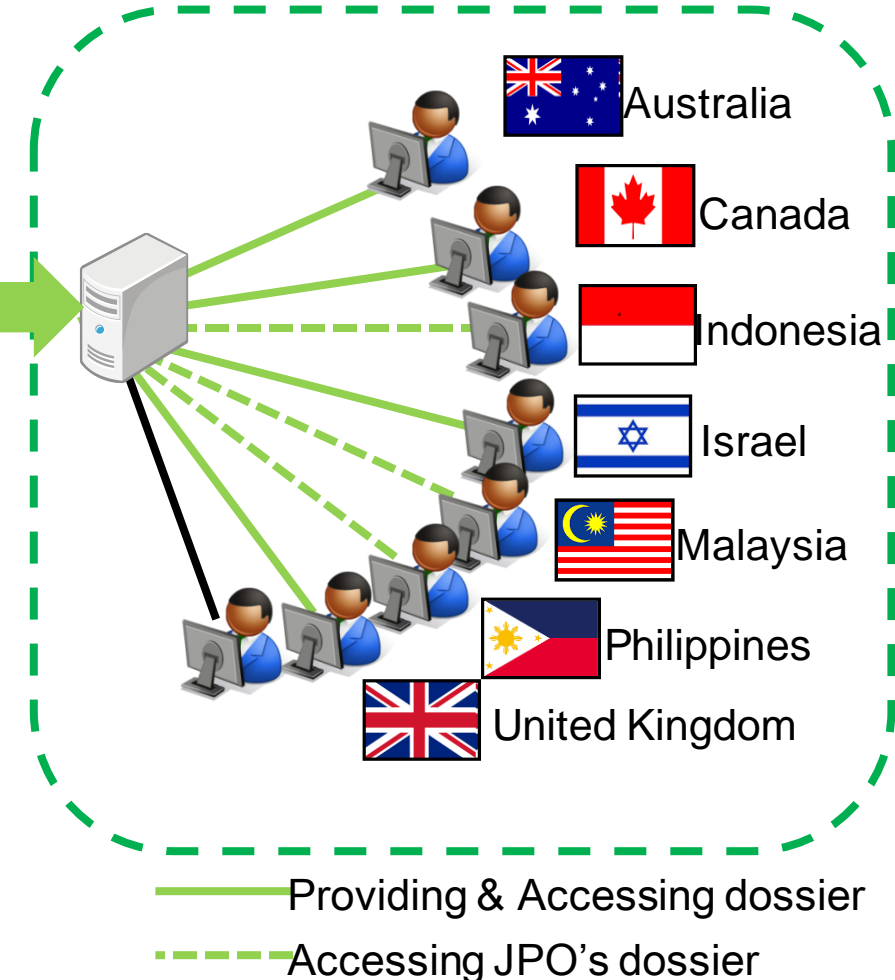 Australia
Canada
Indonesia
Israel
Malaysia
Philippines
United Kingdom
Providing & Accessing dossier
Accessing JPO's dossier